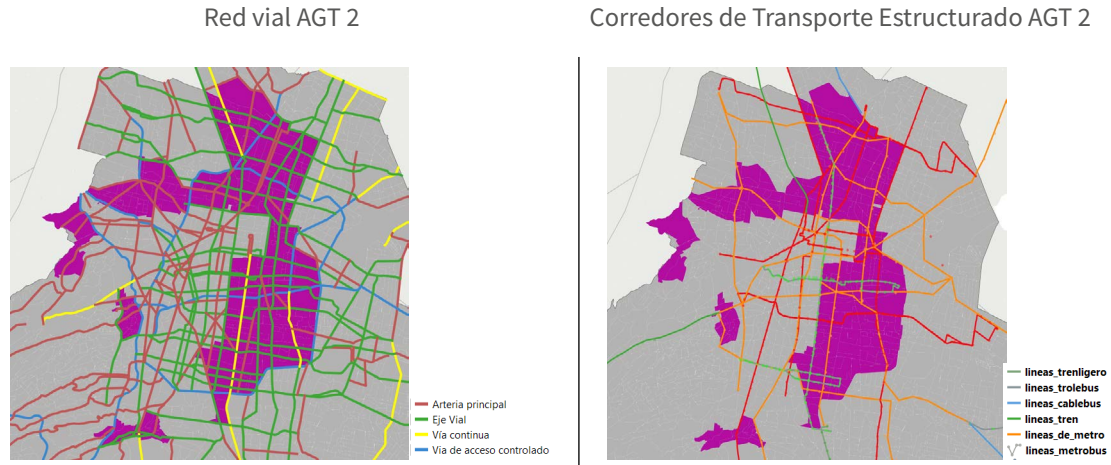 Red vial AGT 2
Corredores de Transporte Estructurado AGT 2
Arteria principal
Eje Vial
Vía continua
Via de acceso controlado
lineas_trenligero
lineas_trolebus
lineas_cablebus
lineas_tren
lineas_de_metro
lineas_metrobus